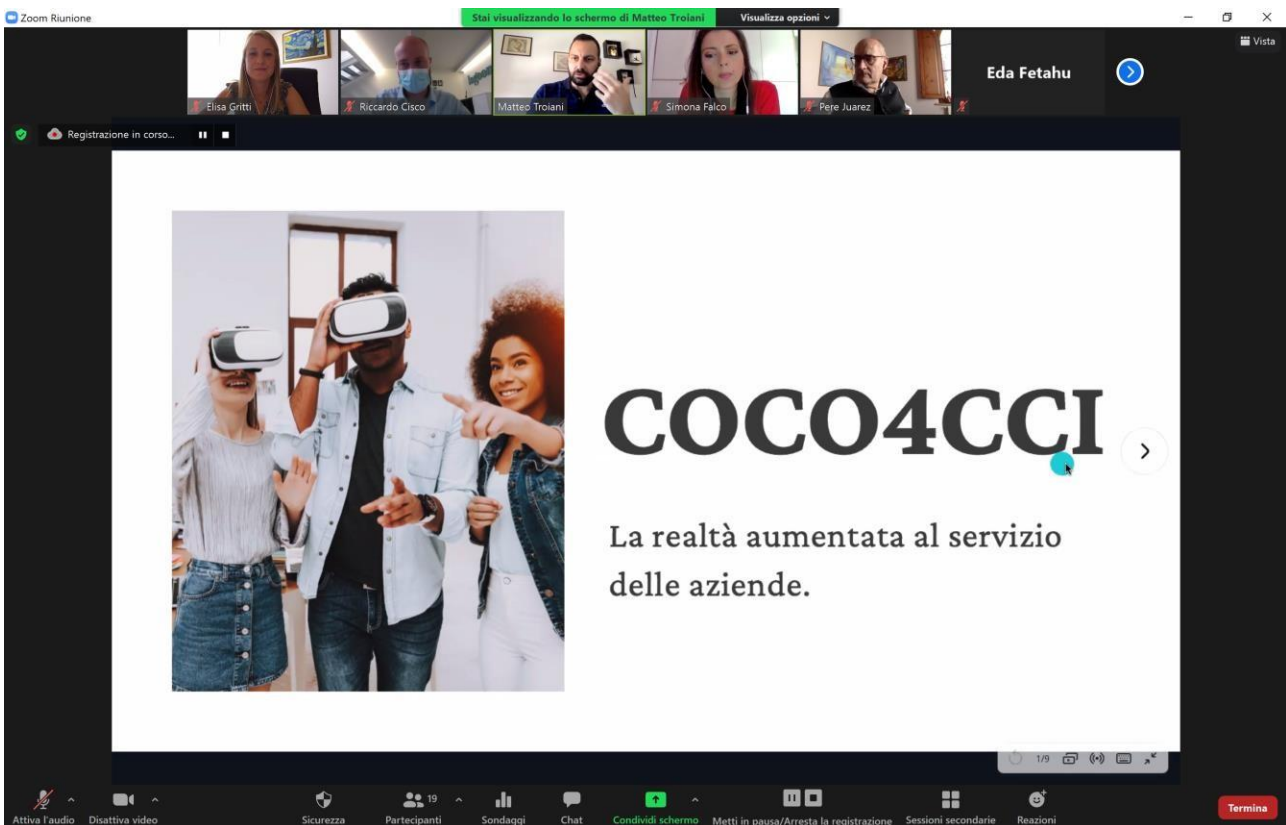 Zoom Riunione
Stai visualizzando lo schermo di Matteo Troiani
Visualizza opzioni
Vista
Elisa Gritti
Riccardo Cisco
Matteo Troiani
Simona Falco
Pere Juarez
Eda Fetahu
Registrazione in corso...
COCO4CCI
La realtà aumentata al servizio
delle aziende.
1/9
Attiva l'audio
Disattiva video
Sicurezza
19
Partecipanti
Sondaggi
Chat
Condividi schermo
Metti in pausa/Arresta la registrazione
Sessioni secondarie
Reazioni
Termina